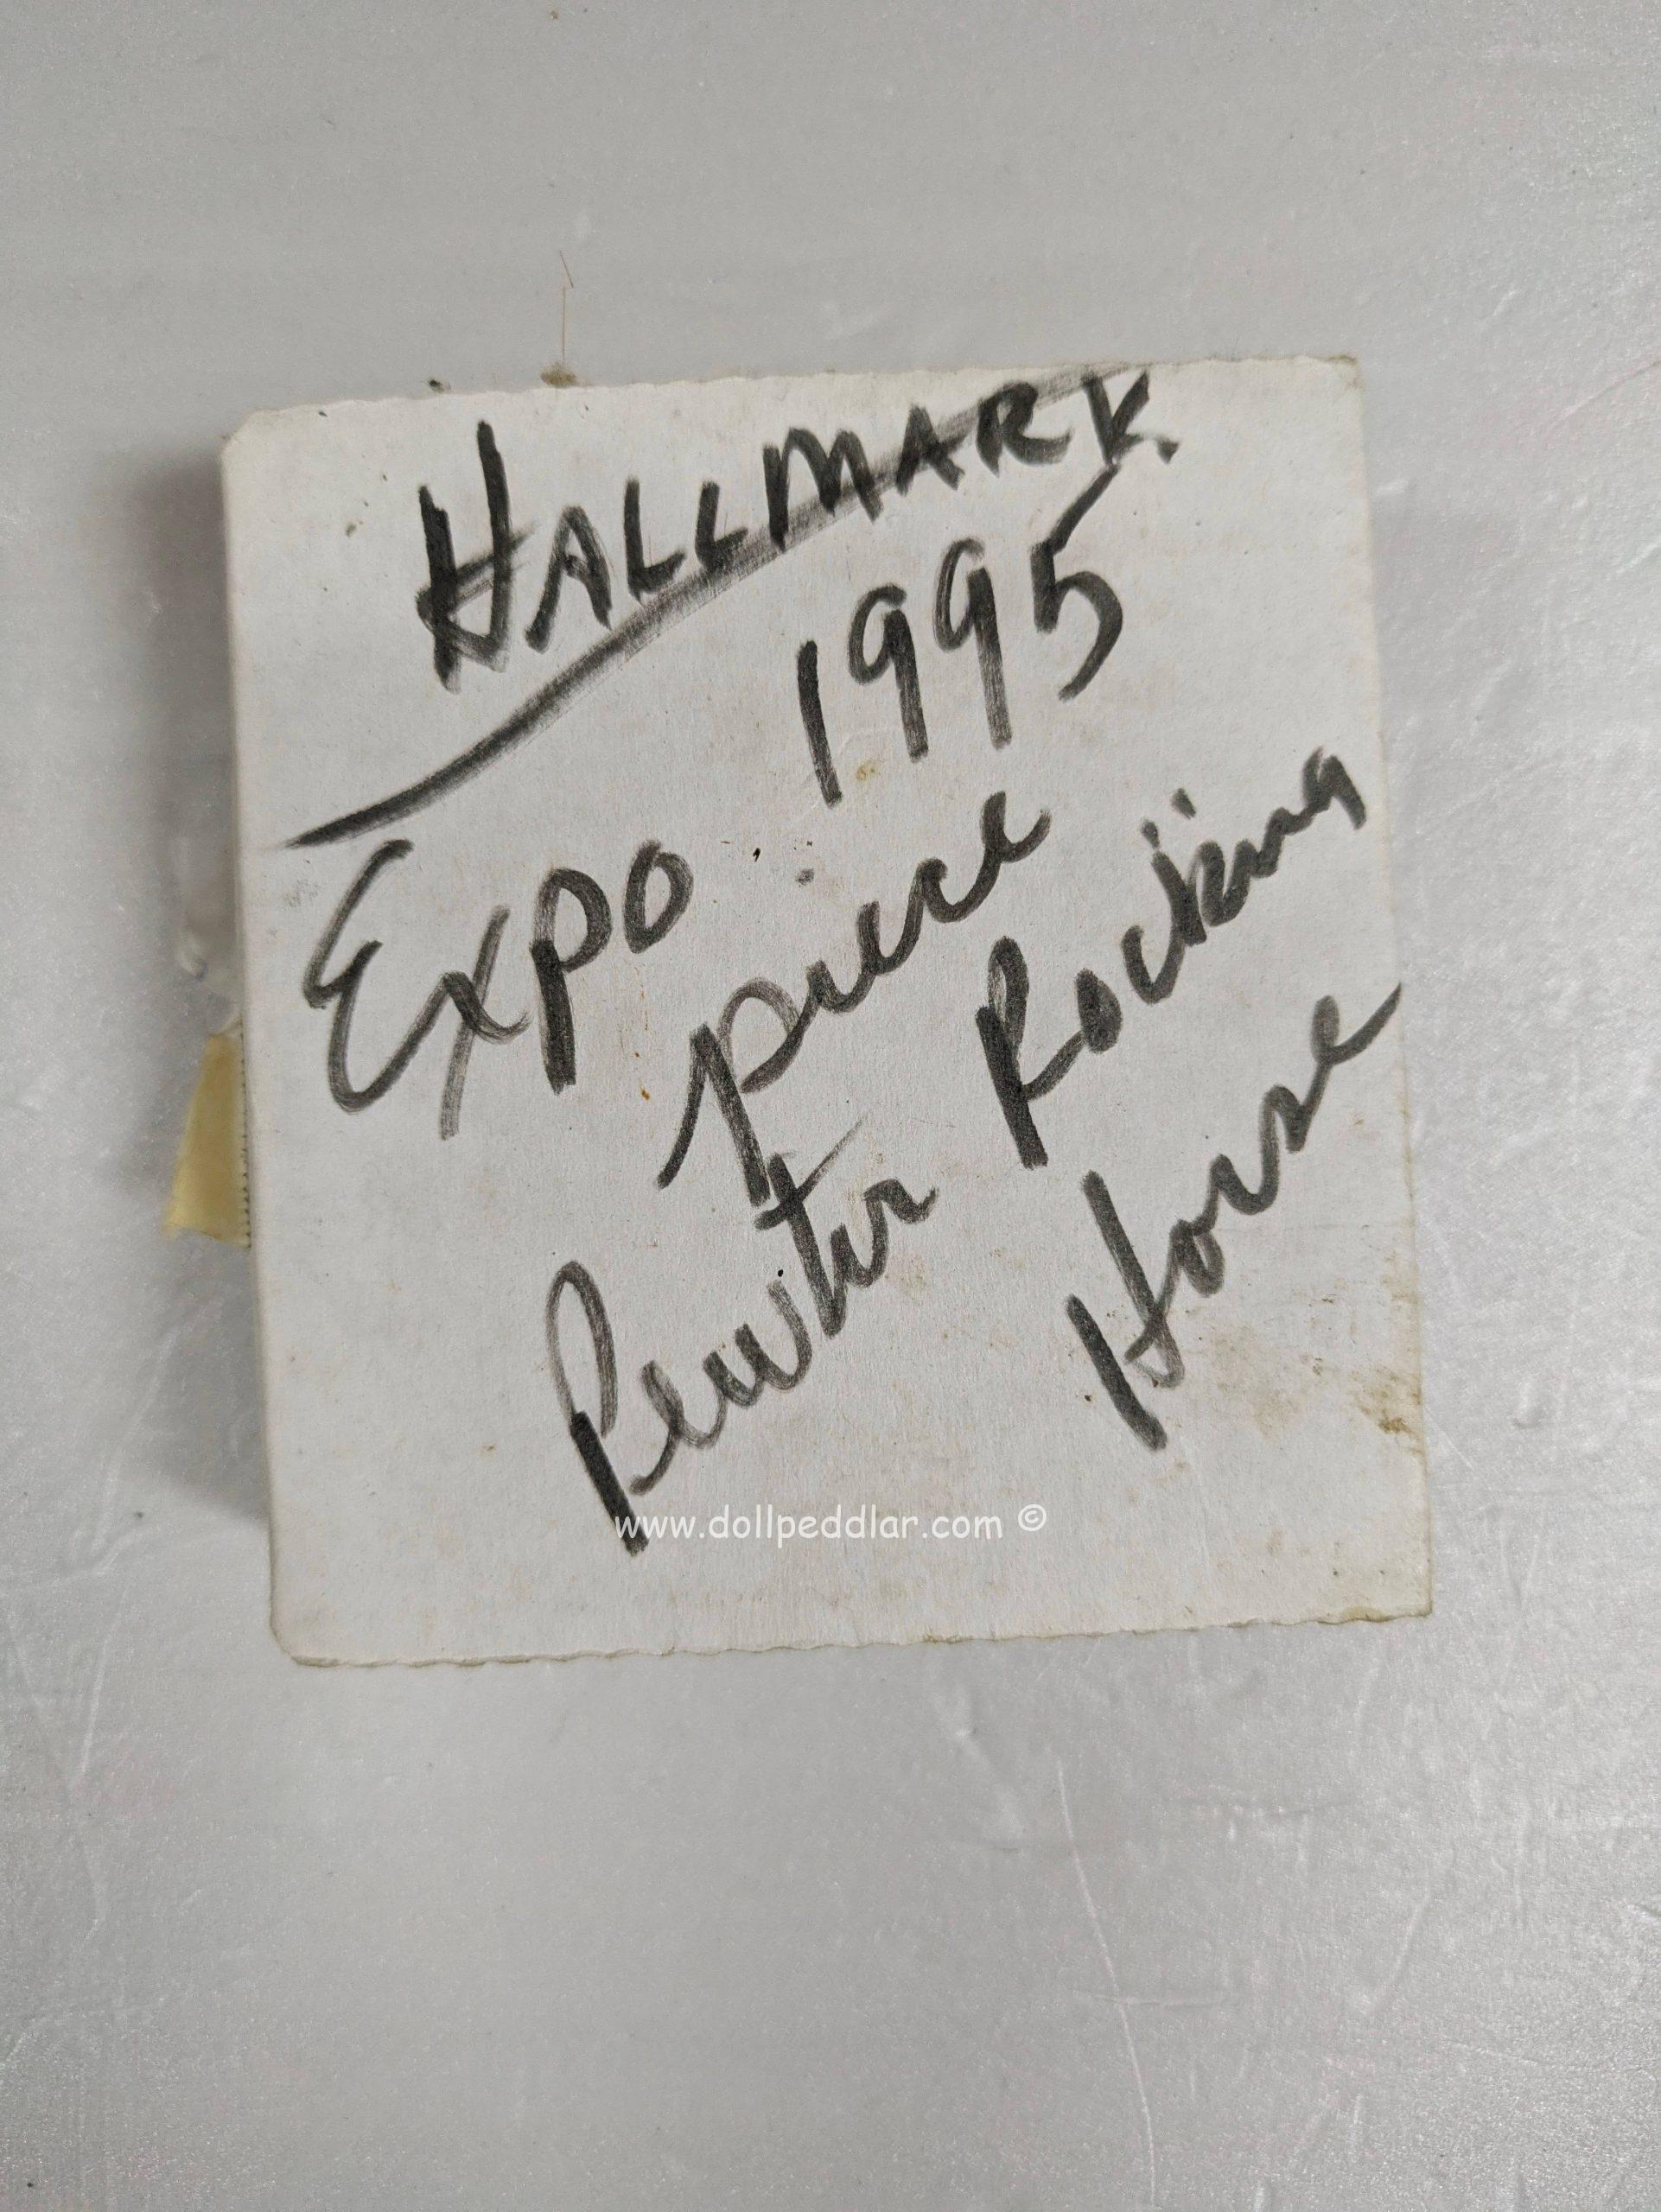 HALLMARK
1995
Expo
piece
Pewter Rocking
Horse
www.dollpeddlar.com ©